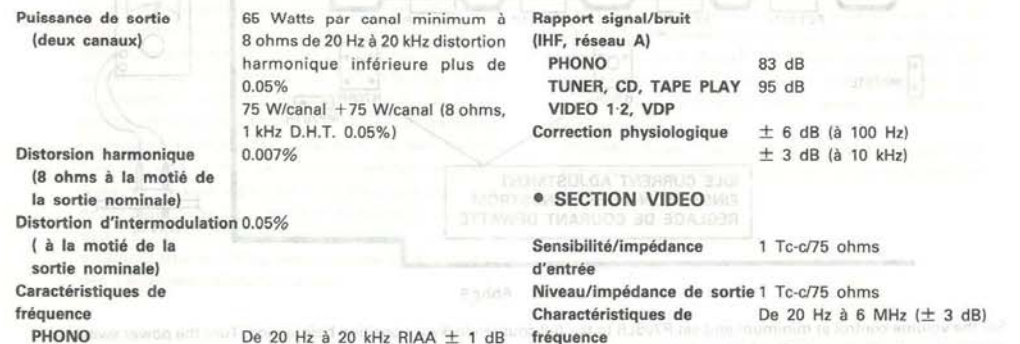 Puissance de sortie 65 Watts par canal minimum à
(deux canaux) 8 ohms de 20 Hz à 20 kHz distortion
harmonique inférieure plus de
0.05%
75 W/canal +75 W/canal (8 ohms,
1 kHz D.H.T. 0.05%)
Distorsion harmonique 0.007%
(8 ohms à la motié de
la sortie nominale)
Distortion d'intermodulation 0.05%
( à la motié de la
sortie nominale)
Caractéristiques de
fréquence
PHONO De 20 Hz à 20 kHz RIAA ± 1 dB
Rapport signal/bruit
(IHF, réseau A)
PHONO 83 dB
TUNER, CD, TAPE PLAY 95 dB
VIDEO 1·2, VDP
Correction physiologique ± 6 dB (à 100 Hz)
± 3 dB (à 10 kHz)
● SECTION VIDEO
Sensibilité/impédance 1 Tc-c/75 ohms
d'entrée
Niveau/impédance de sortie 1 Tc-c/75 ohms
Charactéristiques de De 20 Hz à 6 MHz (± 3 dB)
fréquence